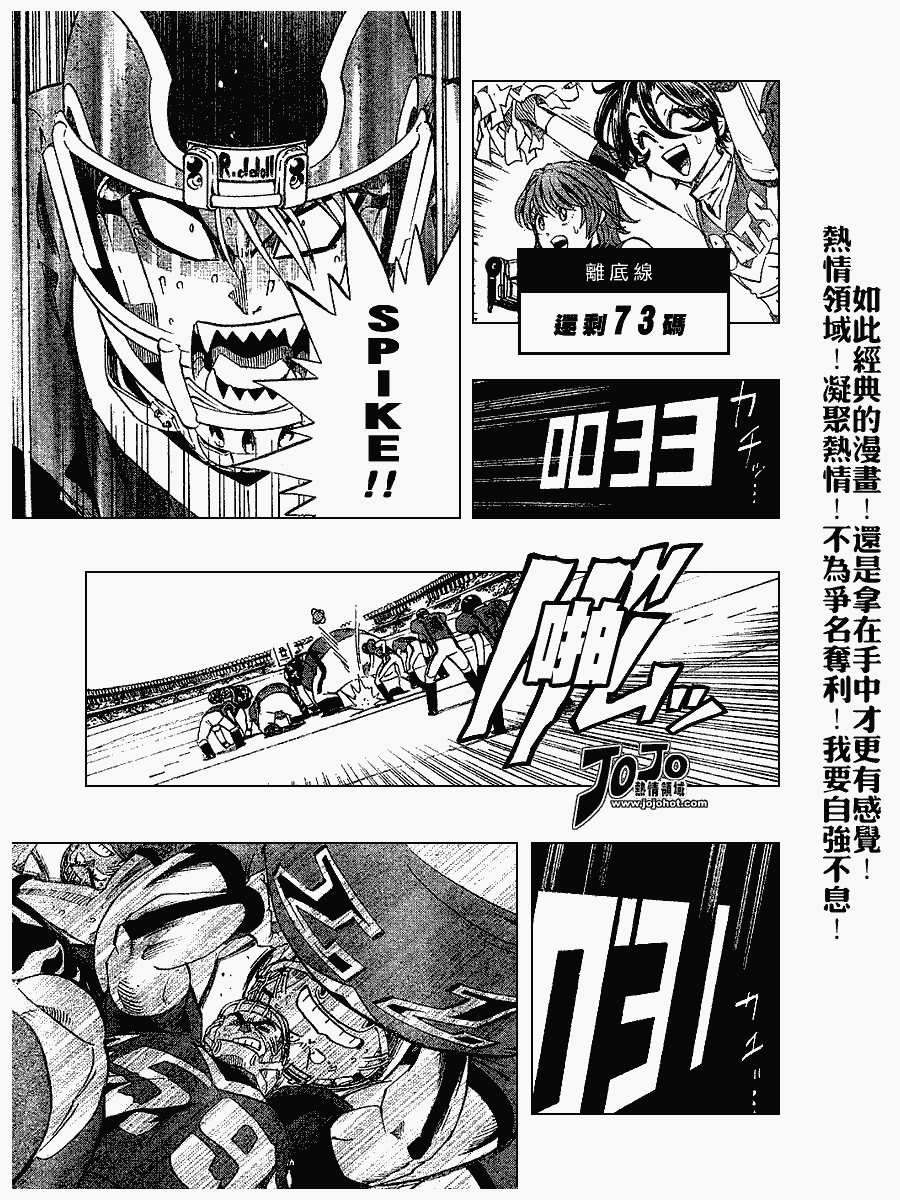 離底線
還剩73碼
0033
カチッ…
R.ddoll
SPIKE!!
啪
JOJO
熱情領域
www.jojohot.com
031
如此經典的漫畫！還是拿在手中才更有感覺！
熱情領域！凝聚熱情！不為爭名奪利！我要自強不息！